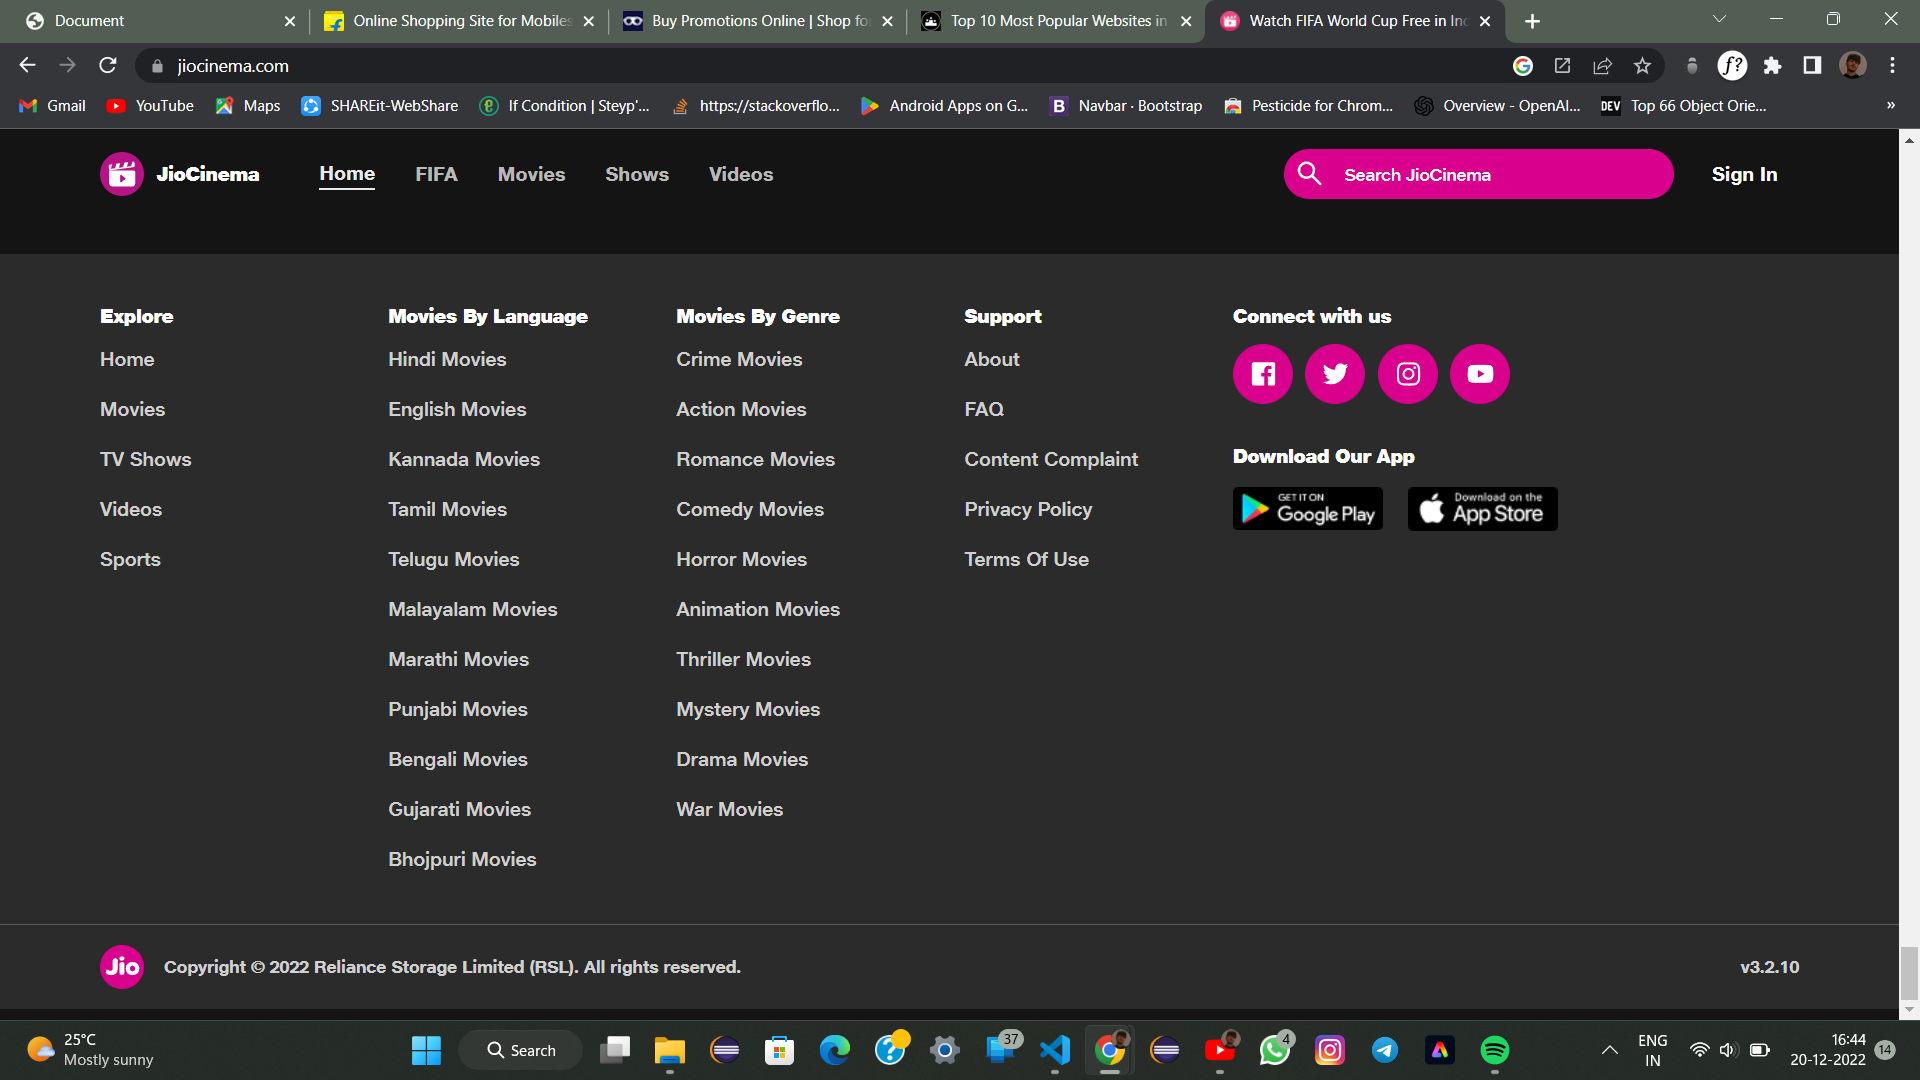 Document
Online Shopping Site for Mobiles
Buy Promotions Online | Shop fo
Top 10 Most Popular Websites in
Watch FIFA World Cup Free in Ind
jiocinema.com
Gmail
YouTube
Maps
SHAREit-WebShare
If Condition | Steyp'...
https://stackoverflo...
Android Apps on G...
Navbar · Bootstrap
Pesticide for Chrom...
Overview - OpenAI...
DEV
Top 66 Object Orie...
»
JioCinema
Home
FIFA
Movies
Shows
Videos
Search JioCinema
Sign In
Explore
Home
Movies
TV Shows
Videos
Sports
Movies By Language
Hindi Movies
English Movies
Kannada Movies
Tamil Movies
Telugu Movies
Malayalam Movies
Marathi Movies
Punjabi Movies
Bengali Movies
Gujarati Movies
Bhojpuri Movies
Movies By Genre
Crime Movies
Action Movies
Romance Movies
Comedy Movies
Horror Movies
Animation Movies
Thriller Movies
Mystery Movies
Drama Movies
War Movies
Support
About
FAQ
Content Complaint
Privacy Policy
Terms Of Use
Connect with us
Download Our App
GET IT ON
Google Play
Download on the
App Store
Jio
Copyright © 2022 Reliance Storage Limited (RSL). All rights reserved.
v3.2.10
25°C
Mostly sunny
Search
37
4
ENG
IN
16:44
20-12-2022
14